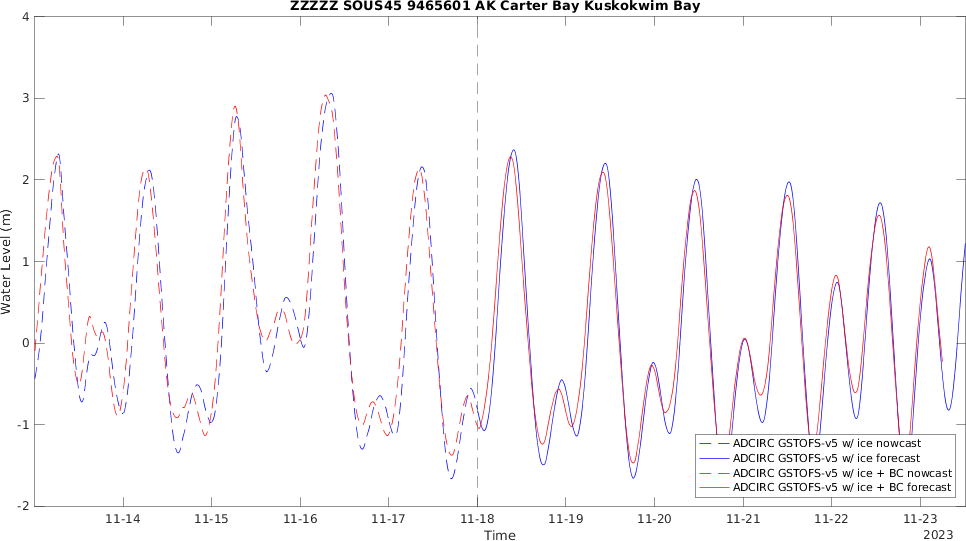 ZZZZZ SOUS45 9465601 AK Carter Bay Kuskokwim Bay
4
3
2
1
0
-1
-2
Water Level (m)
11-14 11-15 11-16 11-17 11-18 11-19 11-20 11-21 11-22 11-23
Time
2023
ADCIRC GSTOFS-v5 w/ ice nowcast
ADCIRC GSTOFS-v5 w/ ice forecast
ADCIRC GSTOFS-v5 w/ ice + BC nowcast
ADCIRC GSTOFS-v5 w/ ice + BC forecast